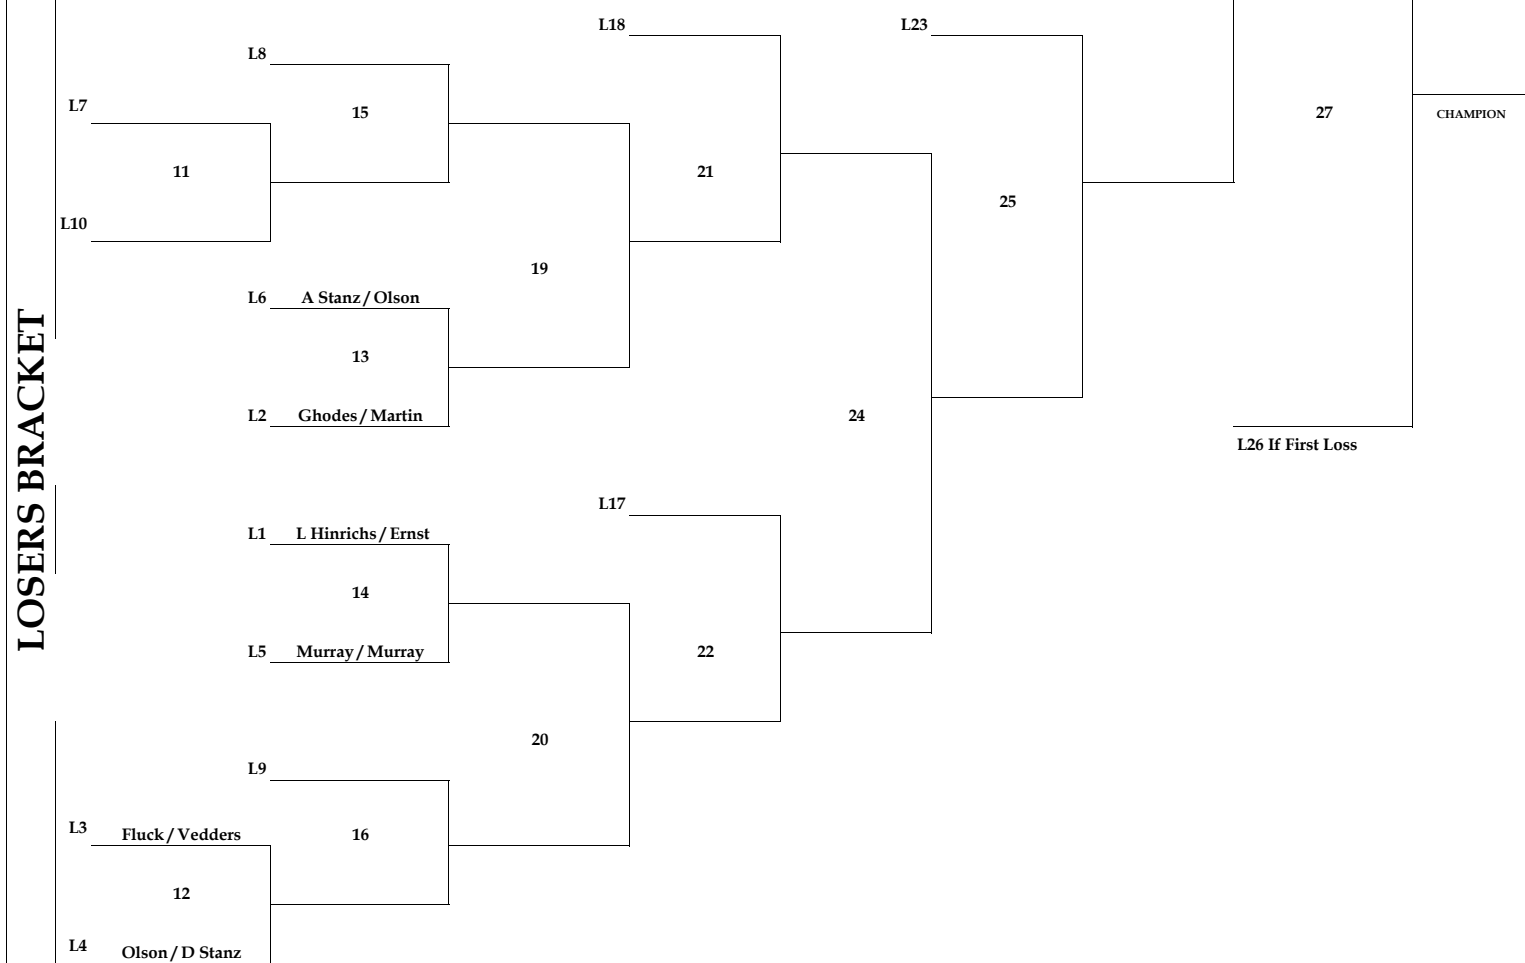 L18
L23
L8
L7
15
27
CHAMPION
11
21
25
L10
19
L6 A Stanz / Olson
13
L2 Ghodes / Martin
24
L26 If First Loss
LOSERS BRACKET
L17
L1 L Hinrichs / Ernst
14
L5 Murray / Murray
22
20
L9
L3 Fluck / Vedders
16
12
L4 Olson / D Stanz